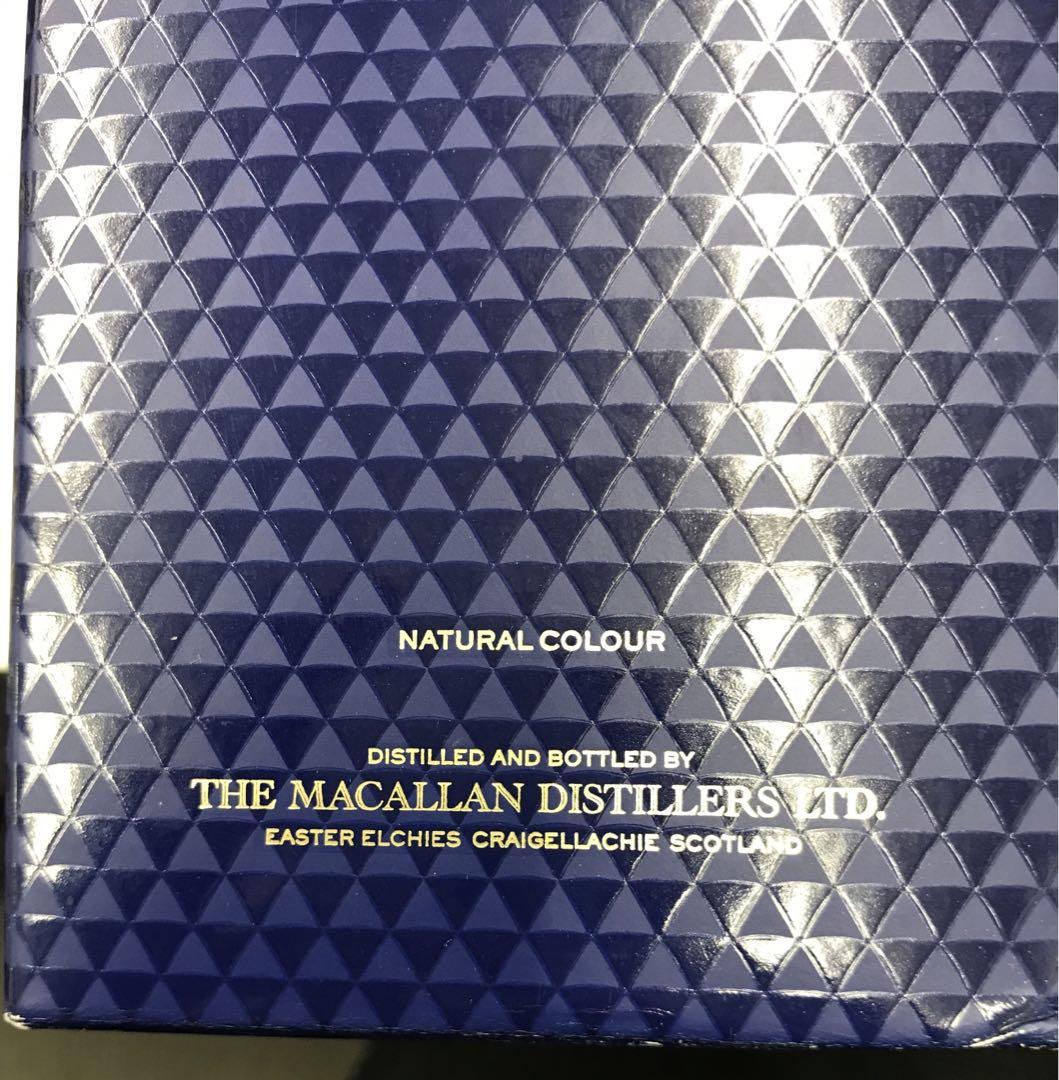 NATURAL COLOUR
DISTILLED AND BOTTLED BY
THE MACALLAN DISTILLERS LTD.
EASTER ELCHIES CRAIGELLACHIE SCOTLAND